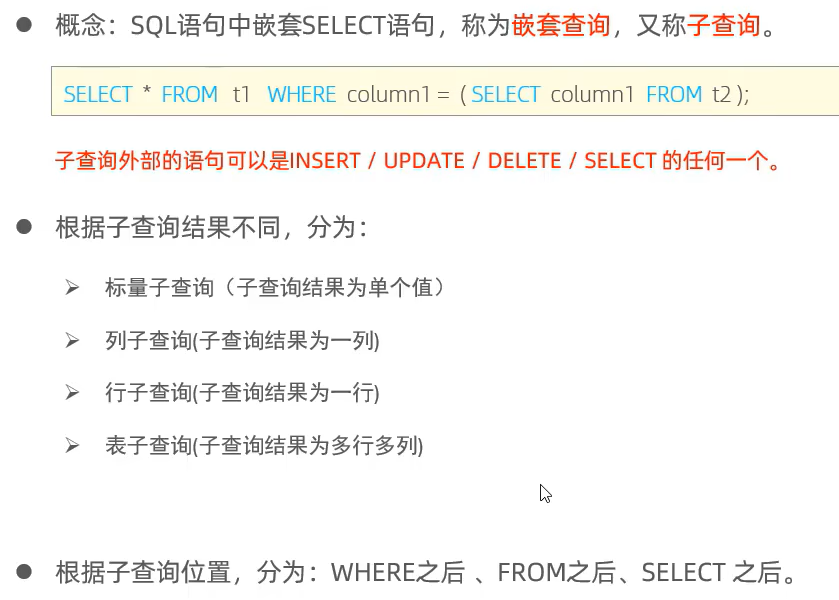 概念：SQL语句中嵌套SELECT语句，称为嵌套查询，又称子查询。
SELECT * FROM t1 WHERE column1 = ( SELECT column1 FROM t2 );
子查询外部的语句可以是INSERT / UPDATE / DELETE / SELECT 的任何一个。
根据子查询结果不同，分为：
标量子查询（子查询结果为单个值）
列子查询(子查询结果为一列)
行子查询(子查询结果为一行)
表子查询(子查询结果为多行多列)
根据子查询位置，分为：WHERE之后 、FROM之后、SELECT 之后。